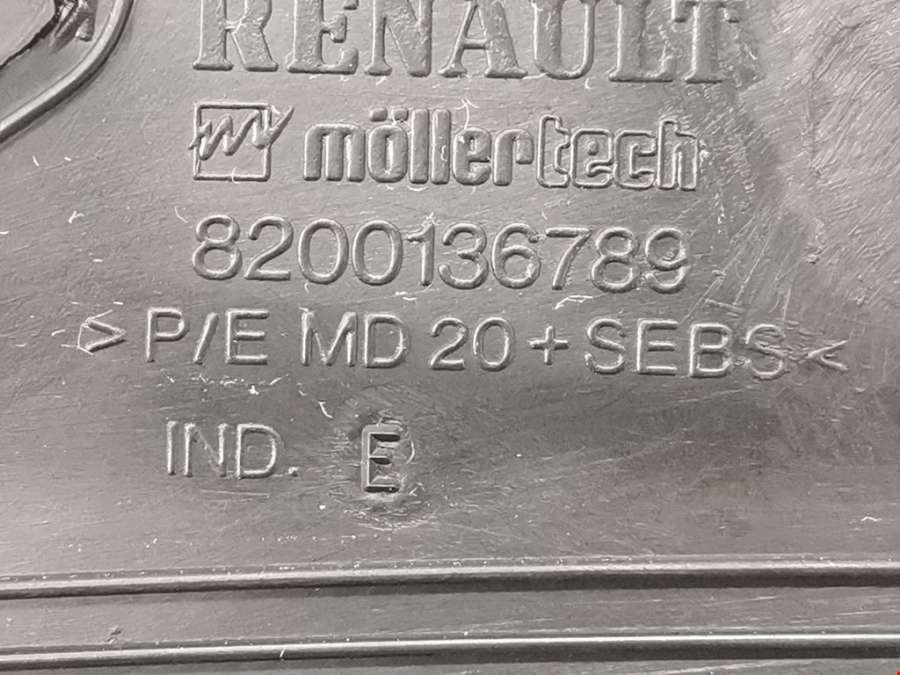 RENAULT
möllertech
8200136789
>P/E MD 20+SEBS<
IND. E